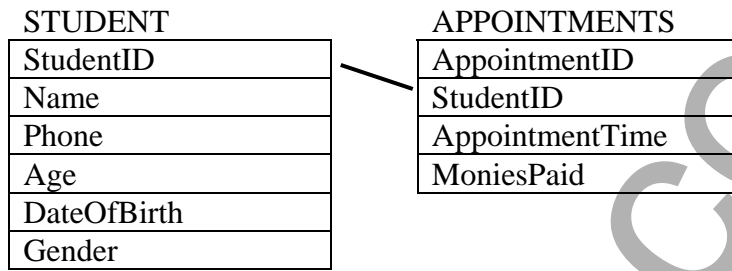 STUDENT
StudentID
Name
Phone
Age
DateOfBirth
Gender
APPOINTMENTS
AppointmentID
StudentID
AppointmentTime
MoniesPaid